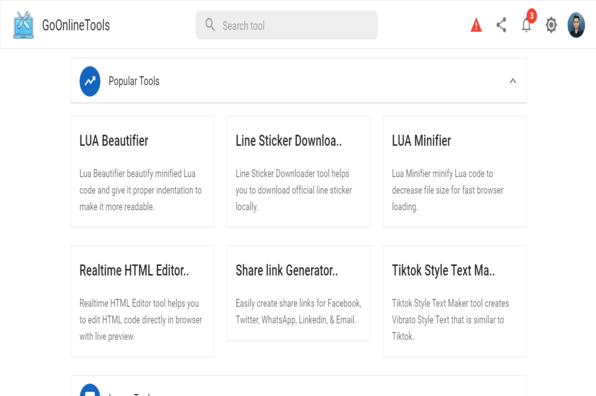 GoOnlineTools
Search tool
3
Popular Tools
LUA Beautifier
Lua Beautifier beautify minified Lua
code and give it proper indentation to
make it more readable.
Line Sticker Downloa..
Line Sticker Downloader tool helps
you to download official line sticker
locally.
LUA Minifier
Lua Minifier minify Lua code to
decrease file size for fast browser
loading.
Realtime HTML Editor..
Realtime HTML Editor tool helps you
to edit HTML code directly in browser
with live preview.
Share link Generator..
Easily create share links for Facebook,
Twitter, WhatsApp, Linkedin, & Email.
Tiktok Style Text Ma..
Tiktok Style Text Maker tool creates
Vibrato Style Text that is similar to
Tiktok.